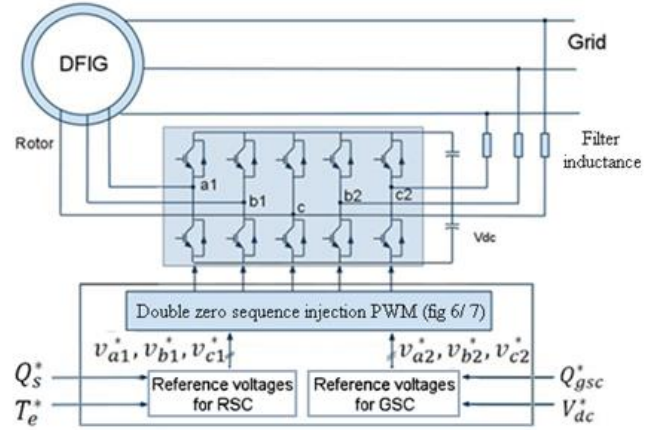 DFIG
Grid
Rotor
Filter
inductance
a1
b1
c
b2
c2
Vdc
Double zero sequence injection PWM (fig 6/ 7)
v*a1, v*b1, v*c1
v*a2, v*b2, v*c2
Q*s
T*e
Reference voltages
for RSC
Reference voltages
for GSC
Q*gsc
V*dc